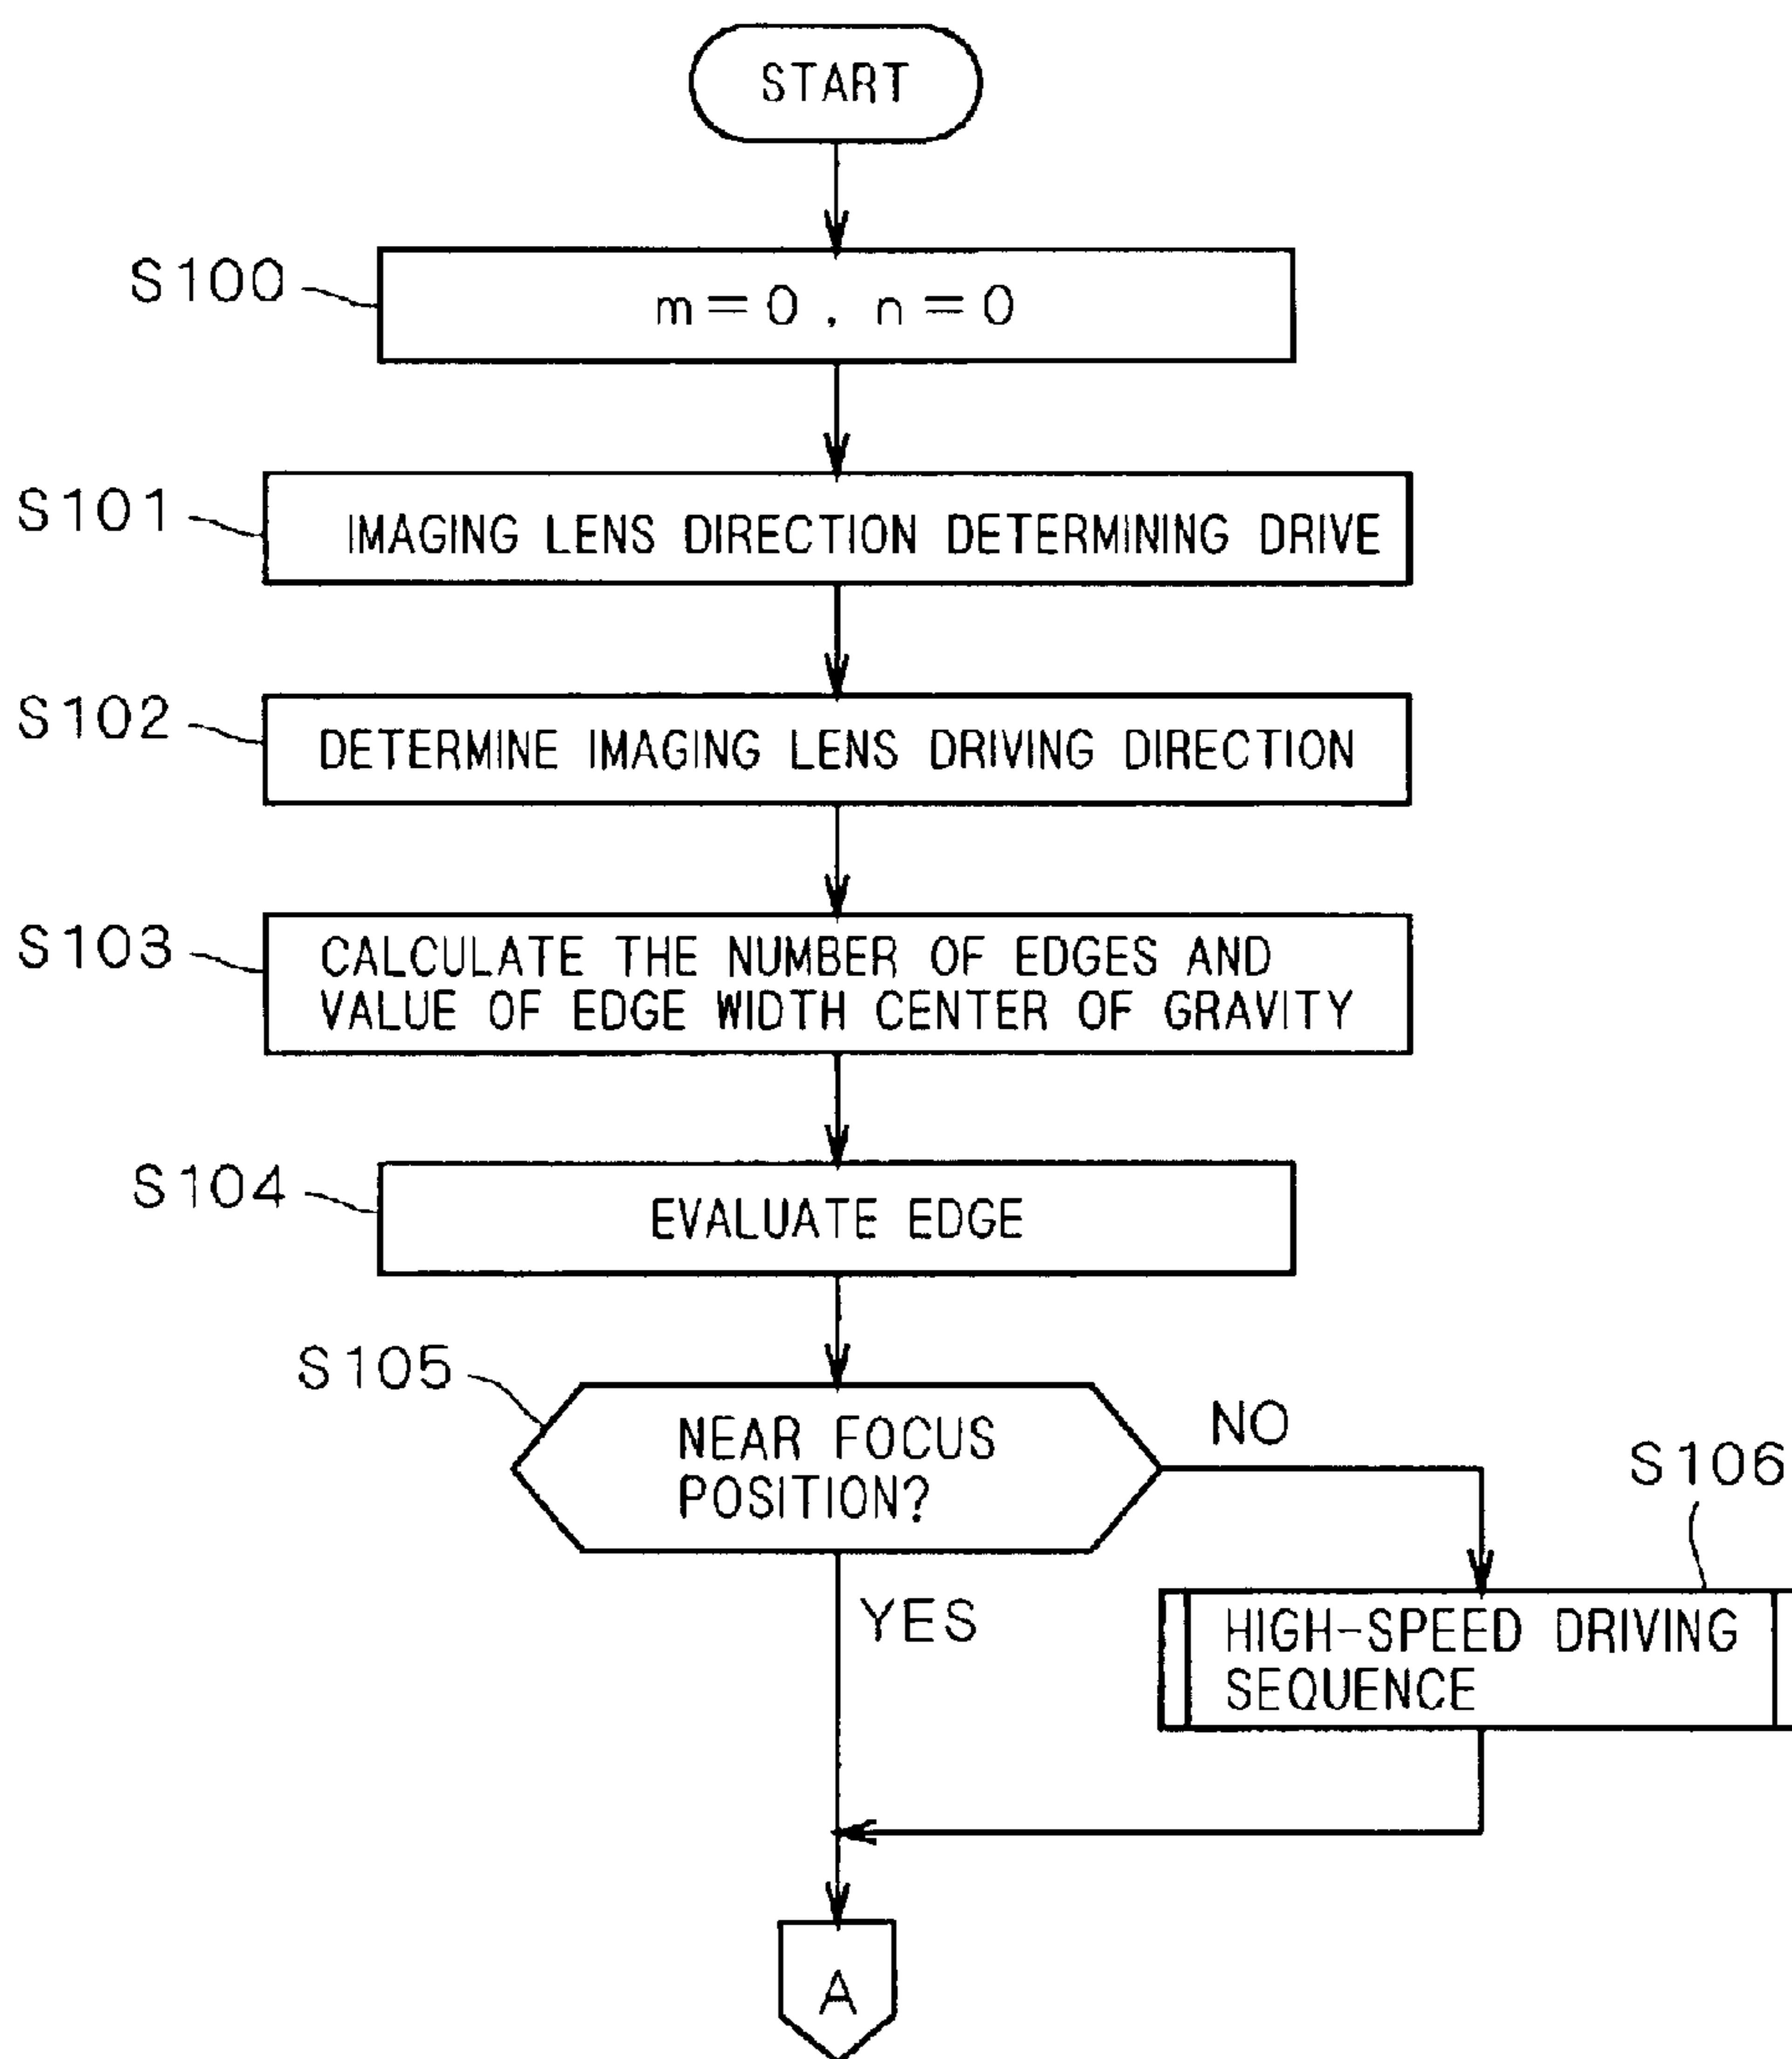 START
S100
m=0 . n=0
S101
IMAGING LENS DIRECTION DETERMINING DRIVE
S102
DETERMINE IMAGING LENS DRIVING DIRECTION
S103
CALCULATE THE NUMBER OF EDGES AND
VALUE OF EDGE WIDTH CENTER OF GRAVITY
S104
EVALUATE EDGE
S105
NEAR FOCUS
POSITION?
NO
S106
YES
HIGH-SPEED DRIVING
SEQUENCE
A